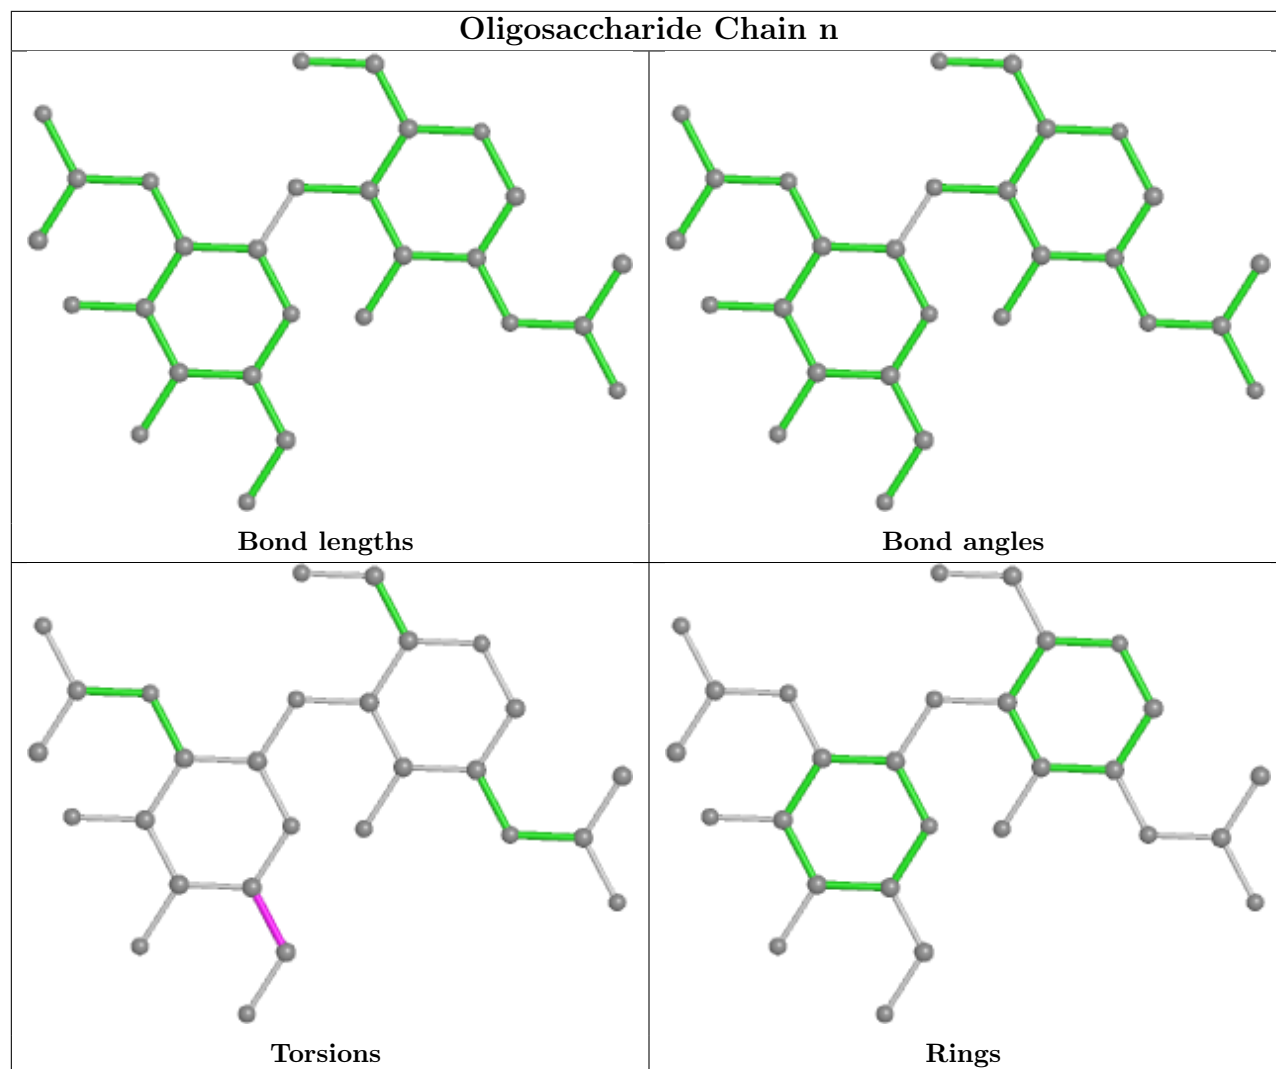 Oligosaccharide Chain n
Bond lengths
Bond angles
Torsions
Rings